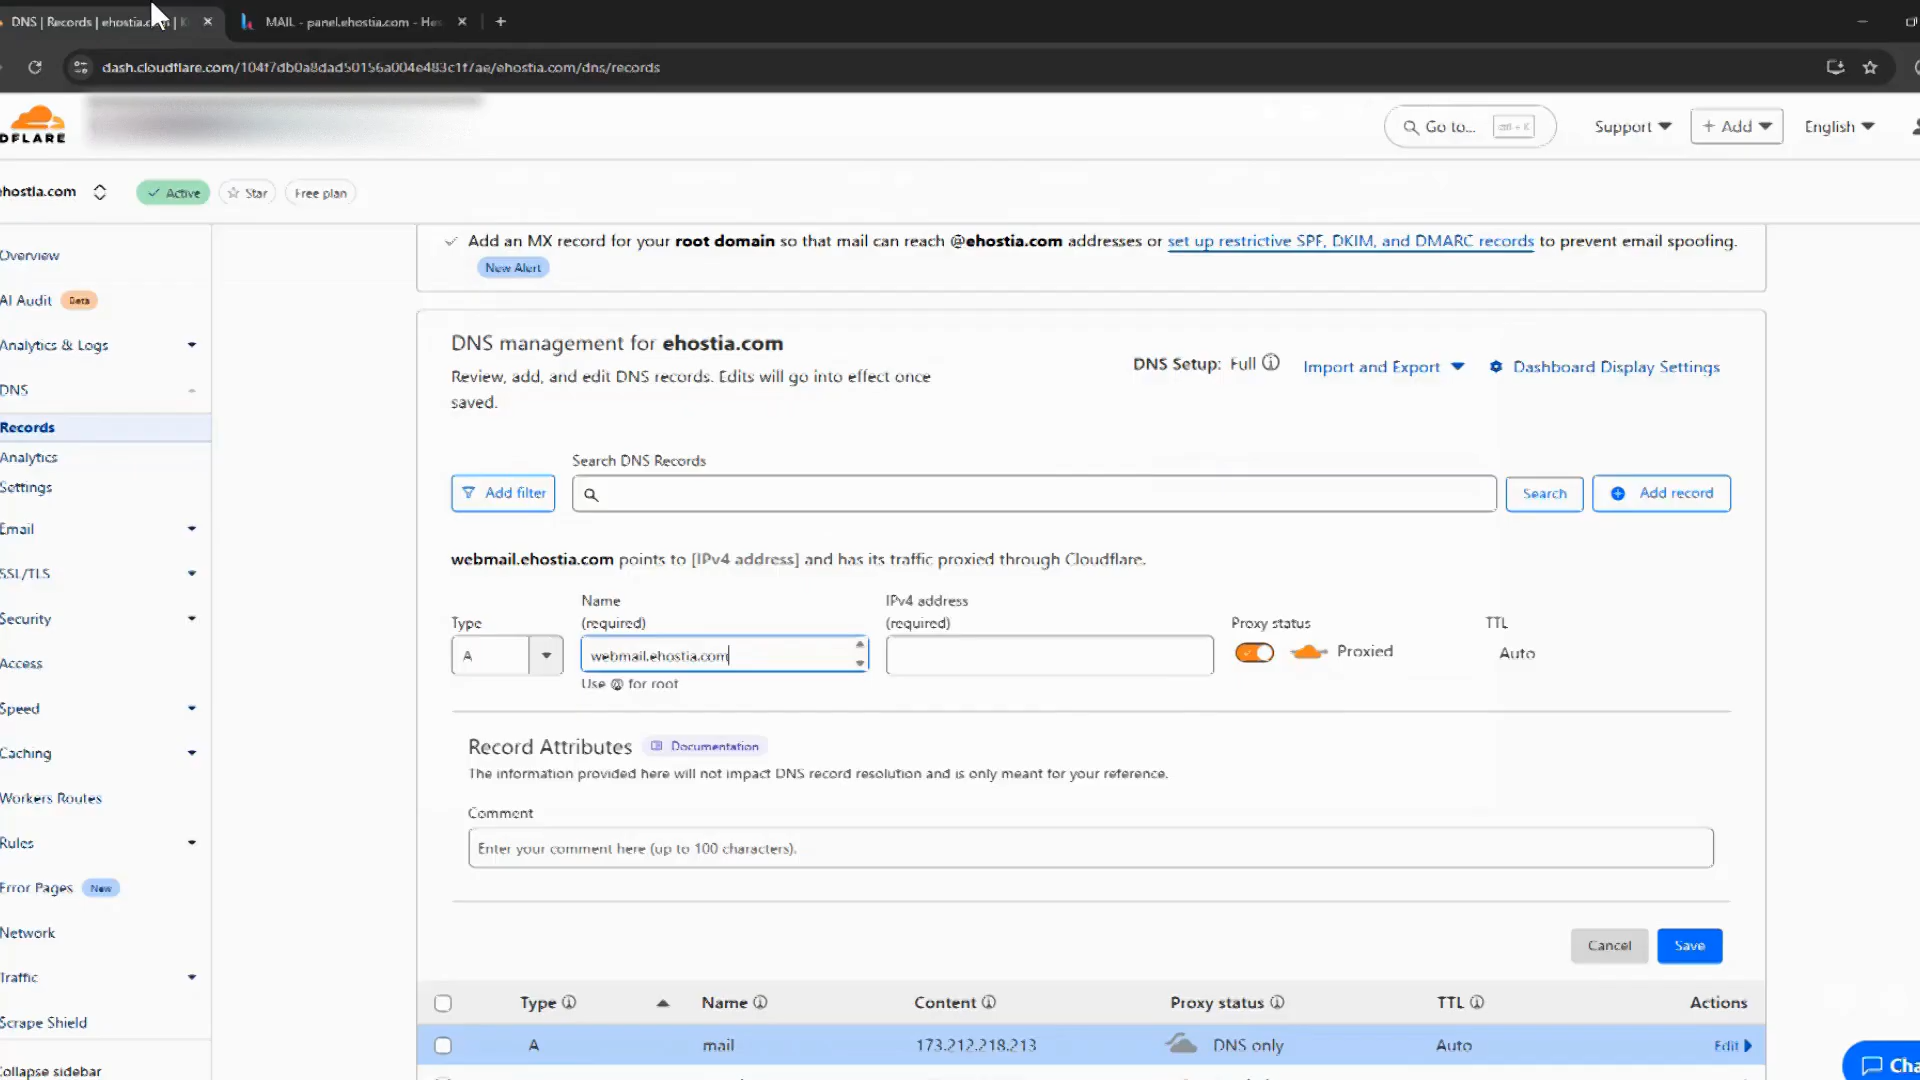 DNS | Records | ehostia.com |
MAIL - panel.ehostia.com - Hes
dash.cloudflare.com/104f7db0a8dad50156a004e483c1f7ae/ehostia.com/dns/records
DFLARE
Go to...
ctrl + K
Support
+ Add
English
ehostia.com
Active
Star
Free plan
Add an MX record for your root domain so that mail can reach @ehostia.com addresses or set up restrictive SPF, DKIM, and DMARC records to prevent email spoofing.
New Alert
Overview
AI Audit Beta
Analytics & Logs
DNS
Records
Analytics
Settings
Email
SSL/TLS
Security
Access
Speed
Caching
Workers Routes
Rules
Error Pages New
Network
Traffic
Scrape Shield
ollapse sidebar
DNS management for ehostia.com
Review, add, and edit DNS records. Edits will go into effect once
saved.
DNS Setup: Full
Import and Export
Dashboard Display Settings
Search DNS Records
Add filter
Search
Add record
webmail.ehostia.com points to [IPv4 address] and has its traffic proxied through Cloudflare.
Type
Name
(required)
IPv4 address
(required)
Proxy status
TTL
A
webmail.ehostia.com
Proxied
Auto
Use @ for root
Record Attributes
Documentation
The information provided here will not impact DNS record resolution and is only meant for your reference.
Comment
Enter your comment here (up to 100 characters).
Cancel
Save
Type Name Content Proxy status TTL Actions
A mail 173.212.218.213 DNS only Auto Edit
Cha